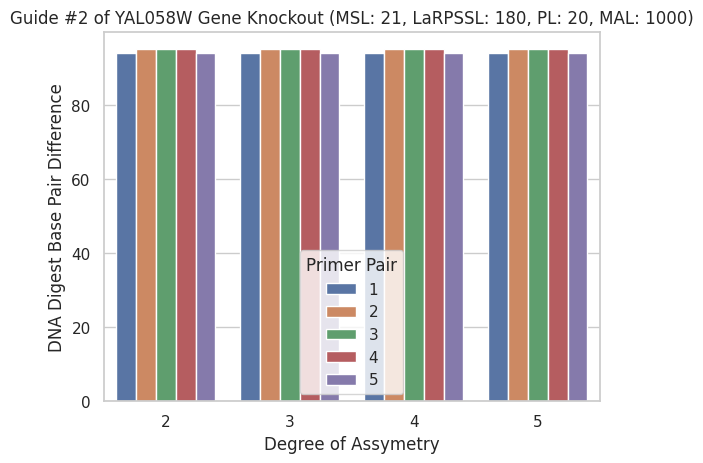 Guide #2 of YAL058W Gene Knockout (MSL: 21, LaRPSSL: 180, PL: 20, MAL: 1000)
DNA Digest Base Pair Difference
80
60
40
20
0
Primer Pair
1
2
3
4
5
2 3 4 5
Degree of Assymetry